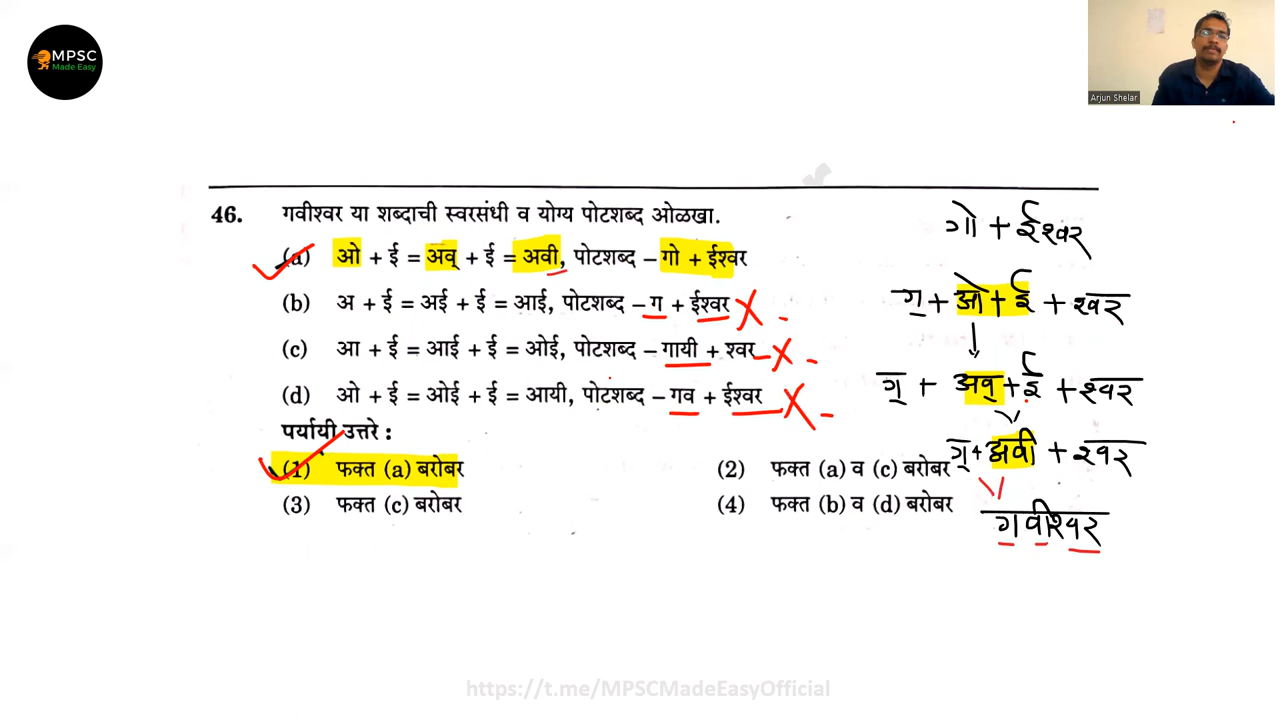 MPSC
Made Easy
Arjun Shelar
46. गवीश्वर या शब्दाची स्वरसंधी व योग्य पोटशब्द ओळखा.
(a) ओ + ई = अव् + ई = अवी, पोटशब्द – गो + ईश्वर
(b) अ + ई = अई + ई = आई, पोटशब्द – ग + ईश्वर
(c) आ + ई = आई + ई = ओई, पोटशब्द – गायी + श्वर
(d) ओ + ई = ओई + ई = आयी, पोटशब्द – गव + ईश्वर
पर्यायी उत्तरे :
(1) फक्त (a) बरोबर
(2) फक्त (a) व (c) बरोबर
(3) फक्त (c) बरोबर
(4) फक्त (b) व (d) बरोबर
गो + ईश्वर
ग् + ओ + ई + श्वर
ग् + अव् + ई + श्वर
ग् + अवी + श्वर
गवीश्वर
https://t.me/MPSCMadeEasyOfficial